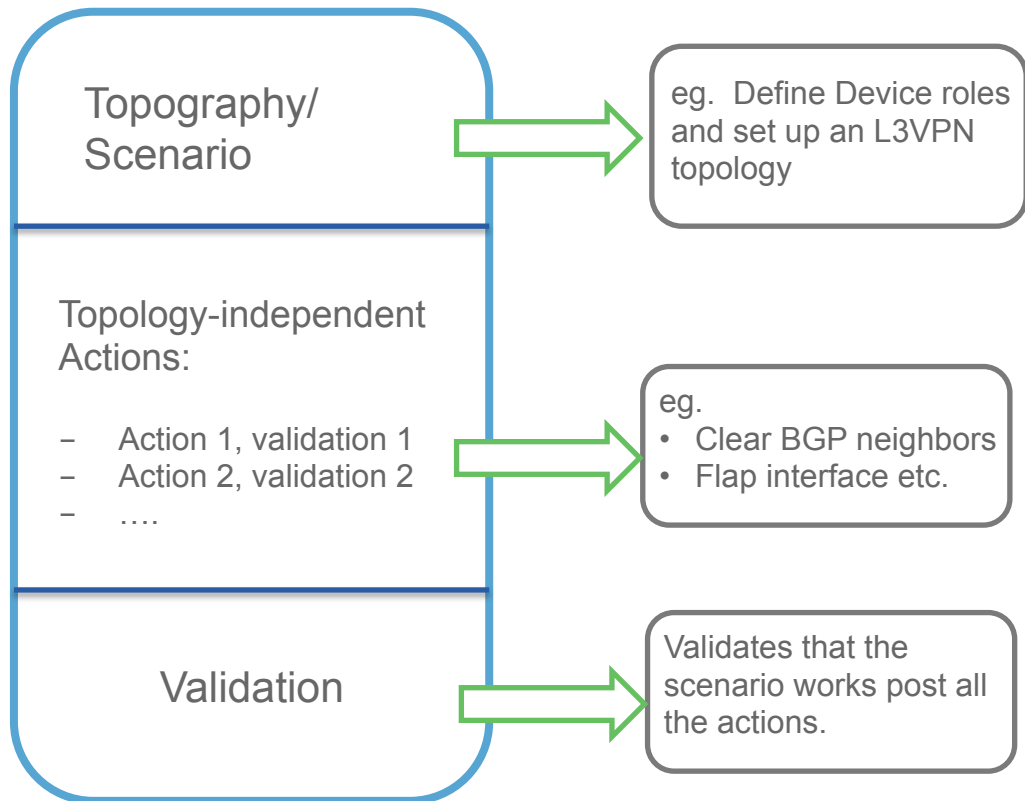 Topography/
Scenario
eg. Define Device roles
and set up an L3VPN
topology
Topology-independent
Actions:
– Action 1, validation 1
– Action 2, validation 2
– ….
eg.
• Clear BGP neighbors
• Flap interface etc.
Validation
Validates that the
scenario works post all
the actions.